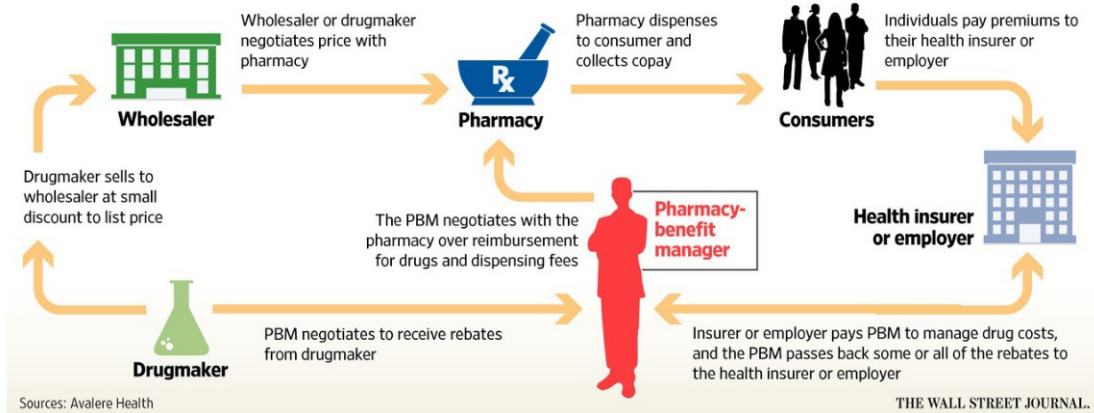 Wholesaler or drugmaker
negotiates price with
pharmacy
Pharmacy dispenses
to consumer and
collects copay
Individuals pay premiums to
their health insurer or
employer
Rx
Wholesaler
Pharmacy
Consumers
Drugmaker sells to
wholesaler at small
discount to list price
The PBM negotiates with the
pharmacy over reimbursement
for drugs and dispensing fees
Pharmacy-
benefit
manager
Health insurer
or employer
PBM negotiates to receive rebates
from drugmaker
Insurer or employer pays PBM to manage drug costs,
and the PBM passes back some or all of the rebates to
the health insurer or employer
Drugmaker
Sources: Avalere Health
THE WALL STREET JOURNAL.